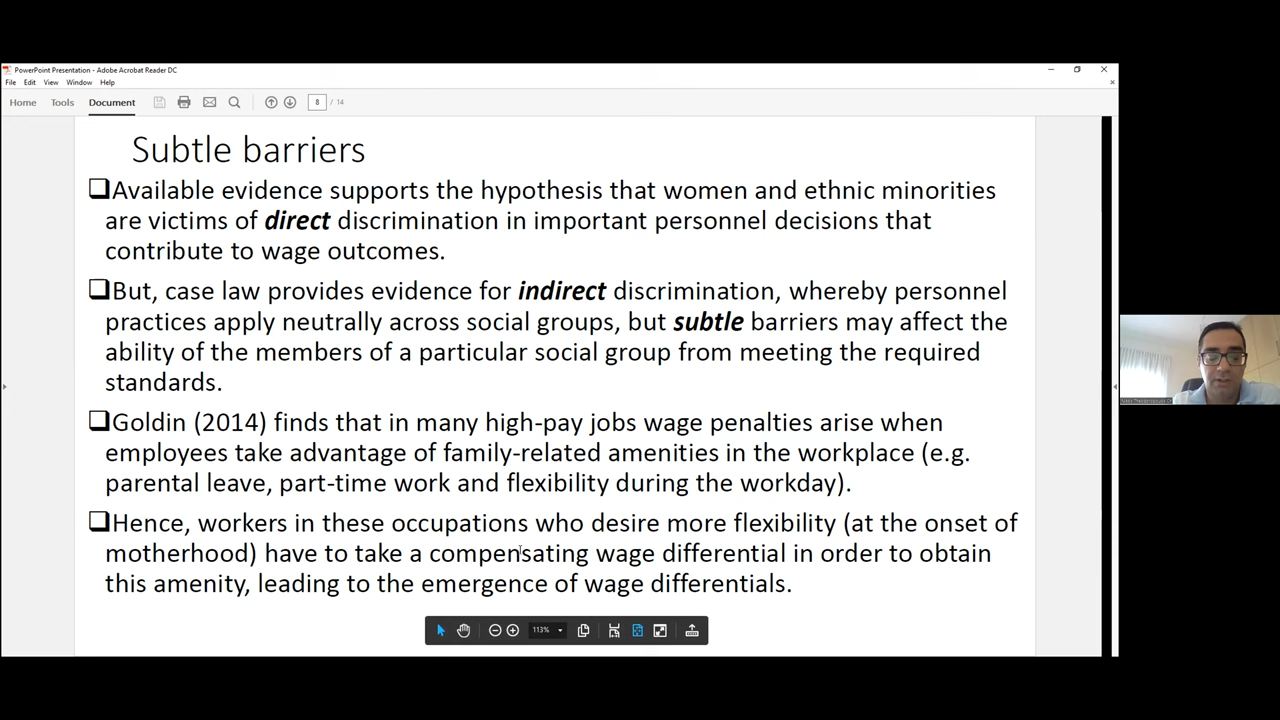 PowerPoint Presentation - Adobe Acrobat Reader DC
File Edit View Window Help
Home Tools Document 8 / 14
Subtle barriers
Available evidence supports the hypothesis that women and ethnic minorities
are victims of direct discrimination in important personnel decisions that
contribute to wage outcomes.
But, case law provides evidence for indirect discrimination, whereby personnel
practices apply neutrally across social groups, but subtle barriers may affect the
ability of the members of a particular social group from meeting the required
standards.
Goldin (2014) finds that in many high-pay jobs wage penalties arise when
employees take advantage of family-related amenities in the workplace (e.g.
parental leave, part-time work and flexibility during the workday).
Hence, workers in these occupations who desire more flexibility (at the onset of
motherhood) have to take a compensating wage differential in order to obtain
this amenity, leading to the emergence of wage differentials.
113%